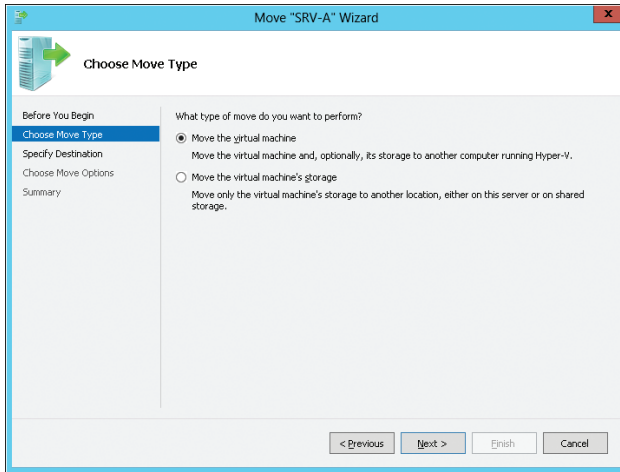 Move "SRV-A" Wizard
x
Choose Move Type
Before You Begin
Choose Move Type
Specify Destination
Choose Move Options
Summary
What type of move do you want to perform?
Move the virtual machine
Move the virtual machine and, optionally, its storage to another computer running Hyper-V.
Move the virtual machine's storage
Move only the virtual machine's storage to another location, either on this server or on shared
storage.
< Previous
Next >
Finish
Cancel